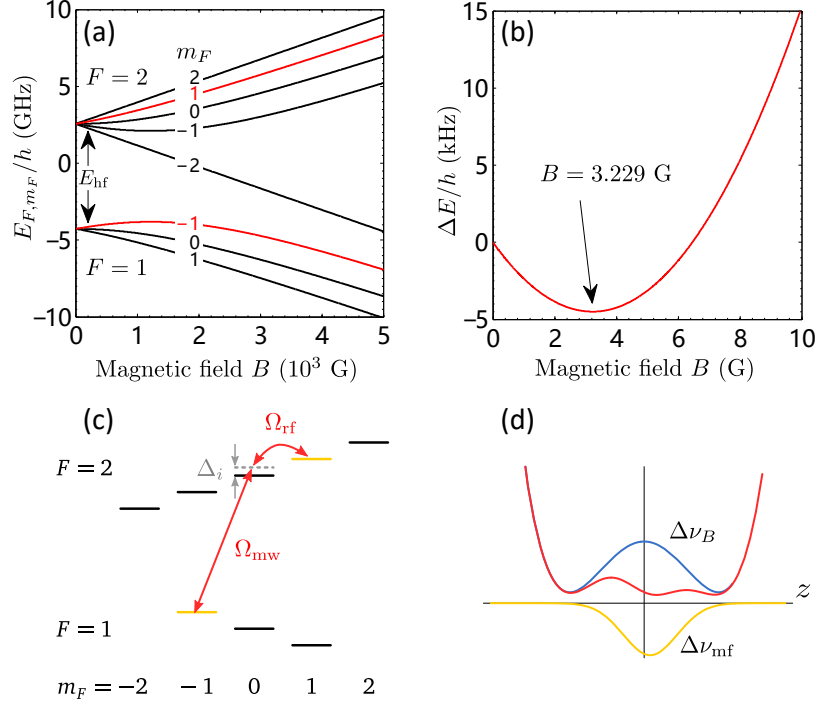 (a)
10
5
0
−5
−10
E_{F,m_F}/h (GHz)
m_F
F = 2
2
1
0
−1
−2
E_hf
−1
0
1
F = 1
0 1 2 3 4 5
Magnetic field B (10³ G)
(b)
15
10
5
0
−5
ΔE/h (kHz)
B = 3.229 G
0 2 4 6 8 10
Magnetic field B (G)
(c)
Ω_rf
F = 2
Δ_i
Ω_mw
F = 1
m_F = −2 −1 0 1 2
(d)
Δν_B
z
Δν_mf